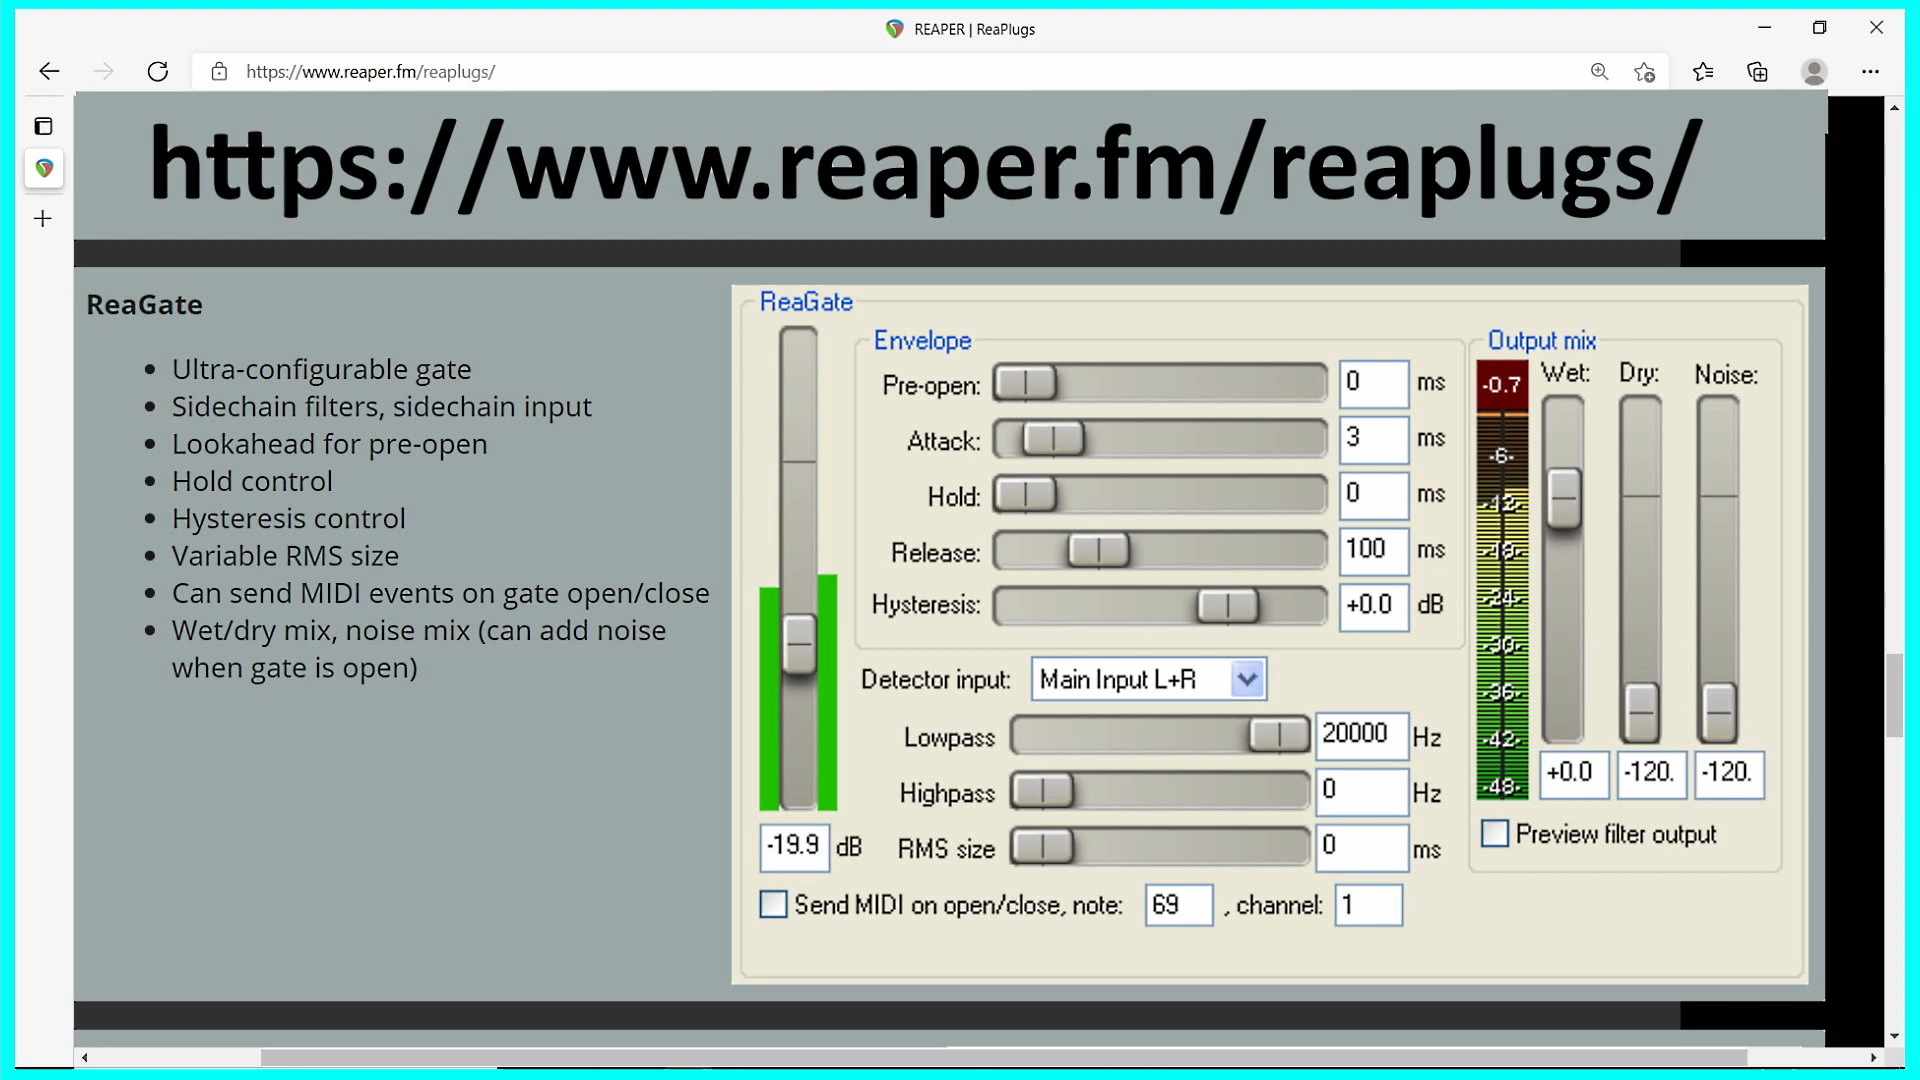 REAPER | ReaPlugs
https://www.reaper.fm/reaplugs/
https://www.reaper.fm/reaplugs/
ReaGate
Ultra-configurable gate
Sidechain filters, sidechain input
Lookahead for pre-open
Hold control
Hysteresis control
Variable RMS size
Can send MIDI events on gate open/close
Wet/dry mix, noise mix (can add noise
when gate is open)
ReaGate
Envelope
Pre-open: 0 ms
Attack: 3 ms
Hold: 0 ms
Release: 100 ms
Hysteresis: +0.0 dB
Detector input: Main Input L+R
Lowpass 20000 Hz
Highpass 0 Hz
-19.9 dB RMS size 0 ms
Send MIDI on open/close, note: 69 , channel: 1
Output mix
Wet: Dry: Noise:
-0.7
-6-
-12-
-18-
-24-
-30-
-36-
-42-
-48-
+0.0 -120. -120.
Preview filter output